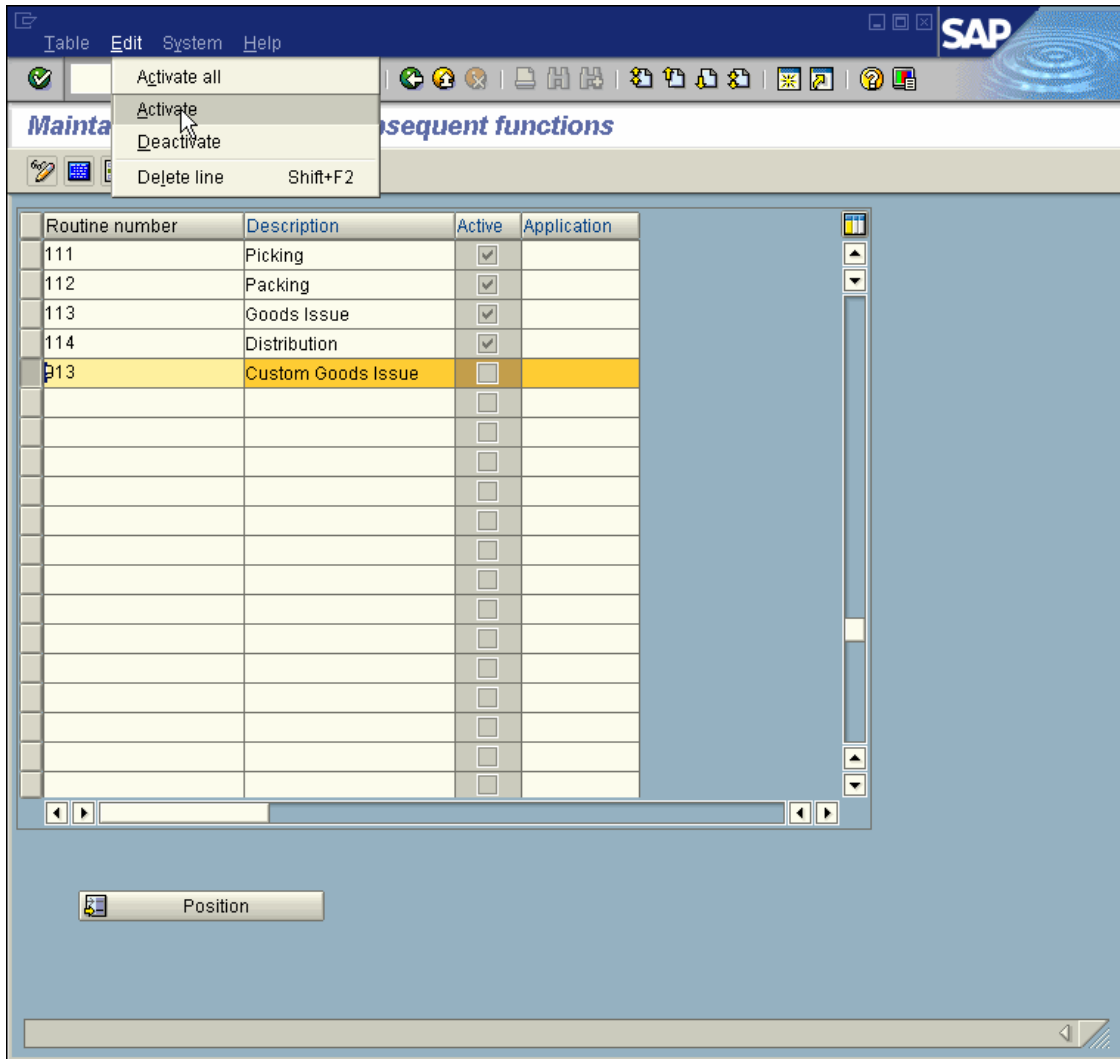 SAP
Table Edit System Help
Activate all
Activate
Deactivate
Delete line Shift+F2
Mainta sequent functions
Routine number Description Active Application
111 Picking
112 Packing
113 Goods Issue
114 Distribution
913 Custom Goods Issue
Position